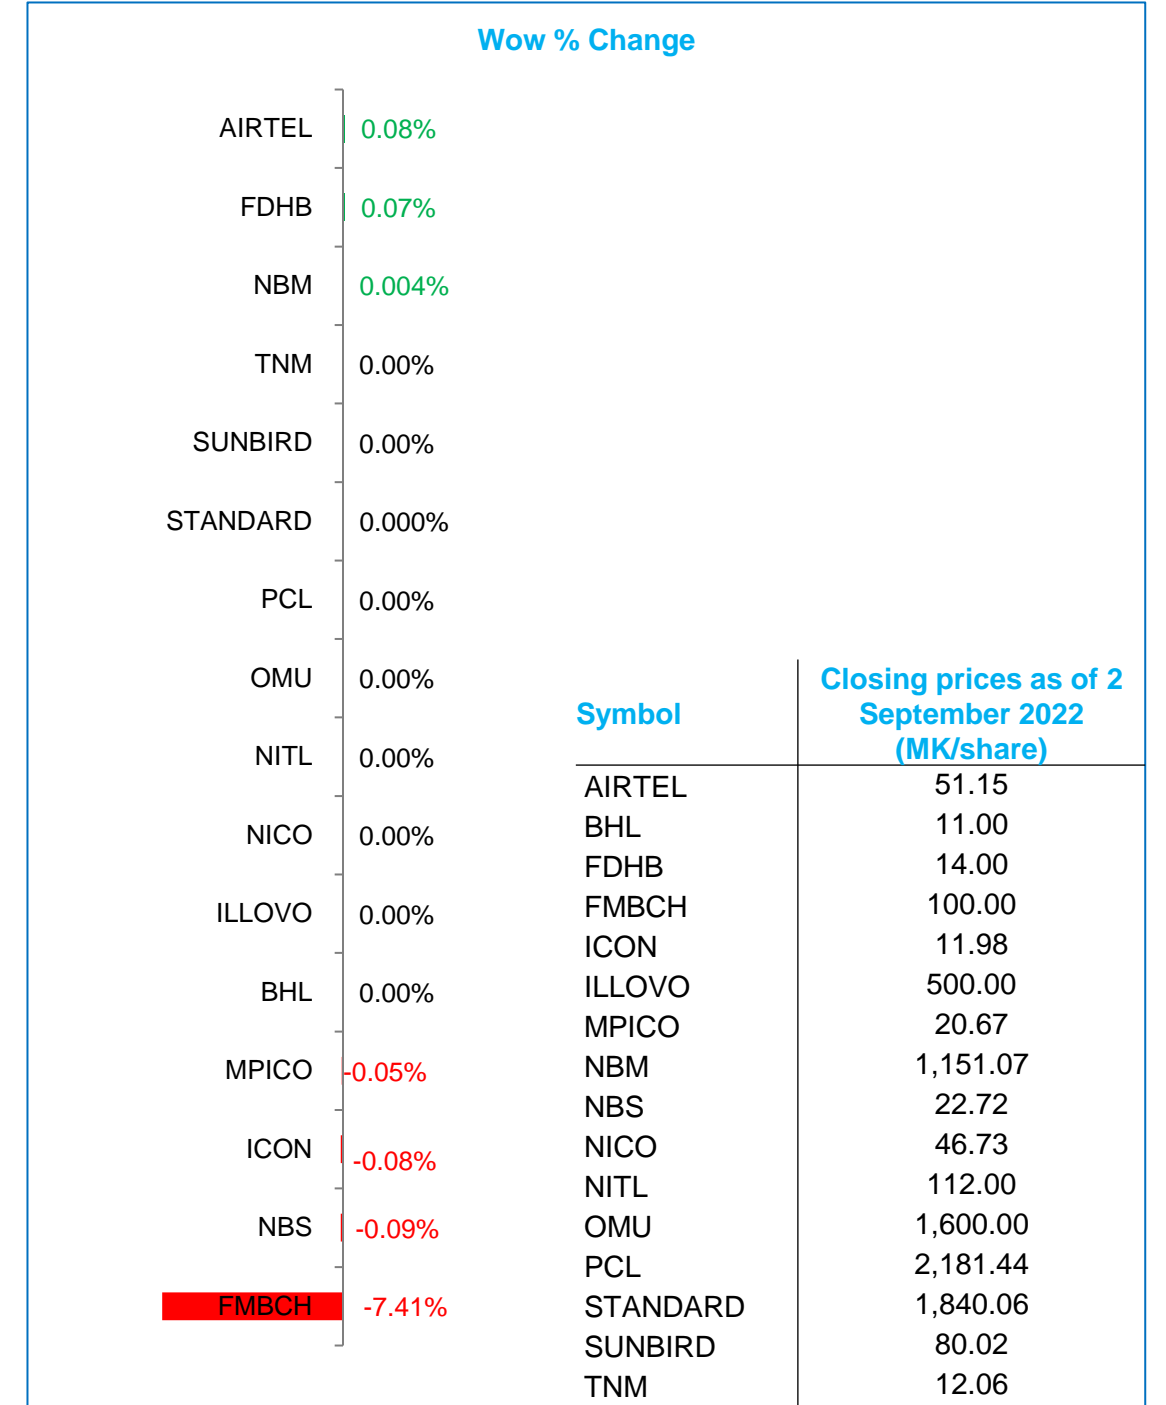 Wow % Change
AIRTEL 0.08%
FDHB 0.07%
NBM 0.004%
TNM 0.00%
SUNBIRD 0.00%
STANDARD 0.000%
PCL 0.00%
OMU 0.00%
NITL 0.00%
NICO 0.00%
ILLOVO 0.00%
BHL 0.00%
MPICO -0.05%
ICON -0.08%
NBS -0.09%
FMBCH -7.41%
Symbol
Closing prices as of 2
September 2022
(MK/share)
AIRTEL 51.15
BHL 11.00
FDHB 14.00
FMBCH 100.00
ICON 11.98
ILLOVO 500.00
MPICO 20.67
NBM 1,151.07
NBS 22.72
NICO 46.73
NITL 112.00
OMU 1,600.00
PCL 2,181.44
STANDARD 1,840.06
SUNBIRD 80.02
TNM 12.06